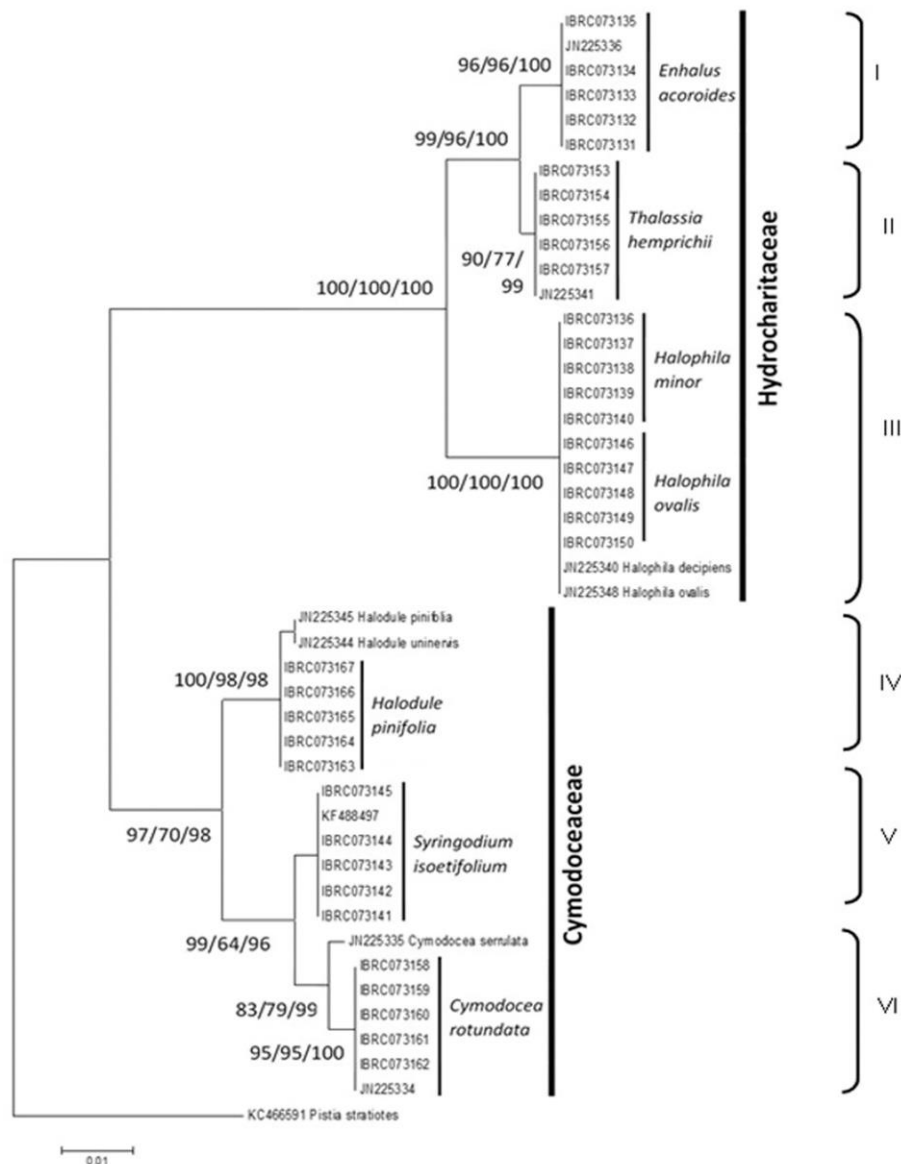 IBRC073135
JN225336
IBRC073134
IBRC073133
IBRC073132
IBRC073131
Enhalus
acoroides
96/96/100
I
99/96/100
IBRC073153
IBRC073154
IBRC073155
IBRC073156
IBRC073157
JN225341
Thalassia
hemprichii
90/77/
99
II
100/100/100
IBRC073136
IBRC073137
IBRC073138
IBRC073139
IBRC073140
Halophila
minor
IBRC073146
IBRC073147
IBRC073148
IBRC073149
IBRC073150
Halophila
ovalis
JN225340 Halophila decipiens
JN225348 Halophila ovalis
100/100/100
III
Hydrocharitaceae
JN225345 Halodule pinifolia
JN225344 Halodule uninervis
IBRC073167
IBRC073166
IBRC073165
IBRC073164
IBRC073163
Halodule
pinifolia
100/98/98
IV
97/70/98
IBRC073145
KF488497
IBRC073144
IBRC073143
IBRC073142
IBRC073141
Syringodium
isoetifolium
V
99/64/96
JN225335 Cymodocea serrulata
IBRC073158
IBRC073159
IBRC073160
IBRC073161
IBRC073162
JN225334
Cymodocea
rotundata
83/79/99
95/95/100
VI
Cymodoceaceae
KC466591 Pistia stratiotes
0.01